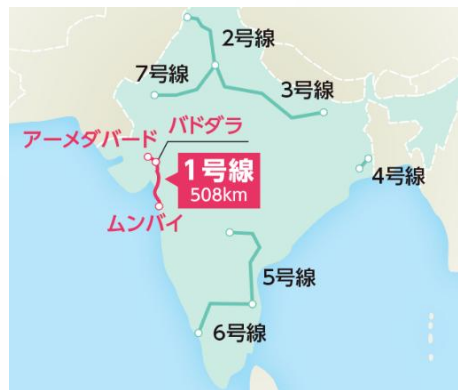 2号線
7号線
3号線
アーメダバード
バドダラ
1号線
508km
4号線
ムンバイ
5号線
6号線